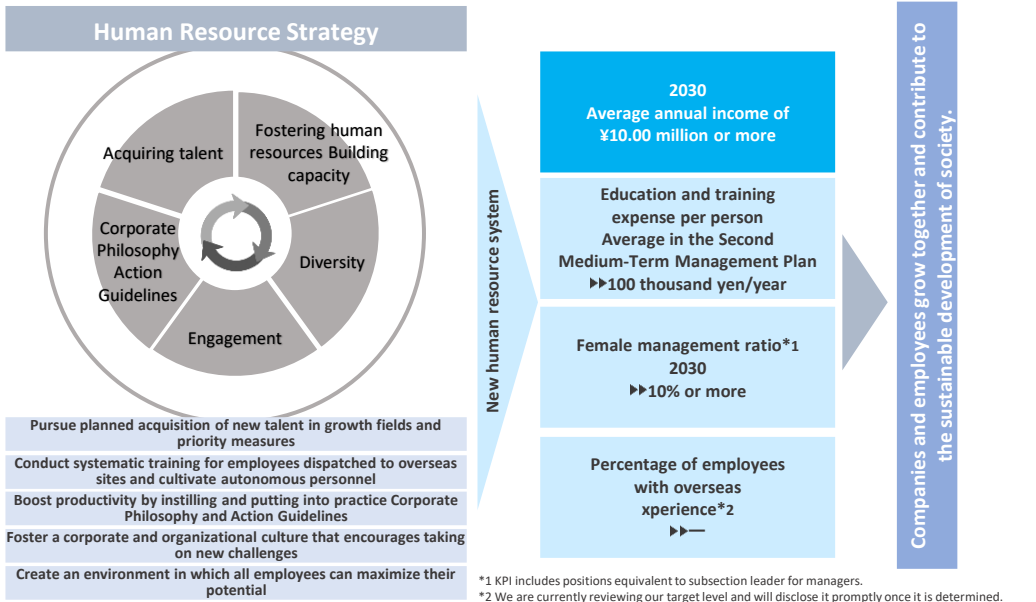 Human Resource Strategy
Acquiring talent
Fostering human
resources Building
capacity
Corporate
Philosophy
Action
Guidelines
Diversity
Engagement
Pursue planned acquisition of new talent in growth fields and
priority measures
Conduct systematic training for employees dispatched to overseas
sites and cultivate autonomous personnel
Boost productivity by instilling and putting into practice Corporate
Philosophy and Action Guidelines
Foster a corporate and organizational culture that encourages taking
on new challenges
Create an environment in which all employees can maximize their
potential
New human resource system
2030
Average annual income of
¥10.00 million or more
Education and training
expense per person
Average in the Second
Medium-Term Management Plan
▶▶100 thousand yen/year
Female management ratio*1
2030
▶▶10% or more
Percentage of employees
with overseas
xperience*2
▶▶—
Companies and employees grow together and contribute to
the sustainable development of society.
*1 KPI includes positions equivalent to subsection leader for managers.
*2 We are currently reviewing our target level and will disclose it promptly once it is determined.